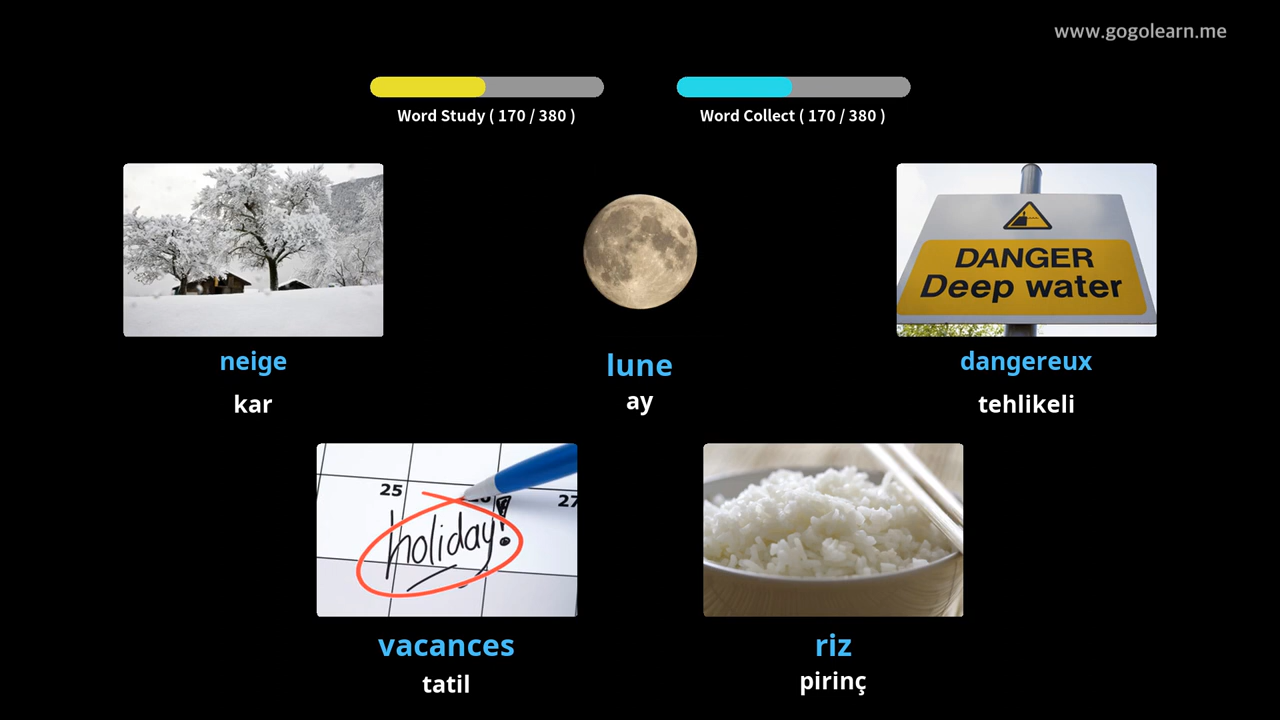 www.gogolearn.me
Word Study ( 170 / 380 )
Word Collect ( 170 / 380 )
DANGER
Deep water
neige
kar
lune
ay
dangereux
tehlikeli
25
27
holiday!
vacances
tatil
riz
pirinç